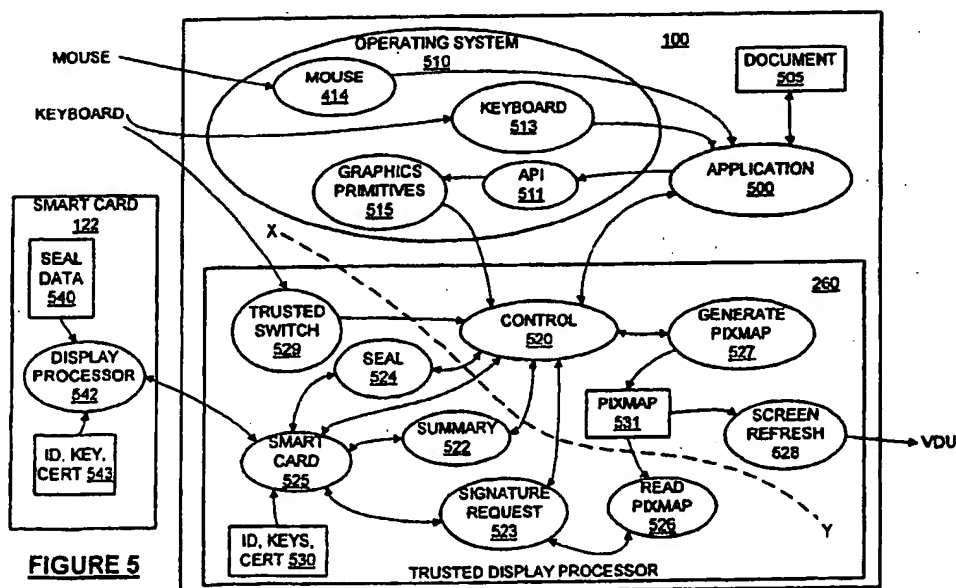 OPERATING SYSTEM
510
100
MOUSE
MOUSE
414
DOCUMENT
505
KEYBOARD
KEYBOARD
513
APPLICATION
500
API
511
GRAPHICS
PRIMITIVES
515
SMART CARD
122
SEAL
DATA
540
DISPLAY
PROCESSOR
542
ID, KEY,
CERT 543
X
260
TRUSTED
SWITCH
529
CONTROL
520
GENERATE
PIXMAP
527
SEAL
524
PIXMAP
531
SCREEN
REFRESH
528
VDU
SUMMARY
522
SMART
CARD
525
SIGNATURE
REQUEST
523
READ
PIXMAP
526
Y
ID, KEYS,
CERT 530
FIGURE 5
TRUSTED DISPLAY PROCESSOR